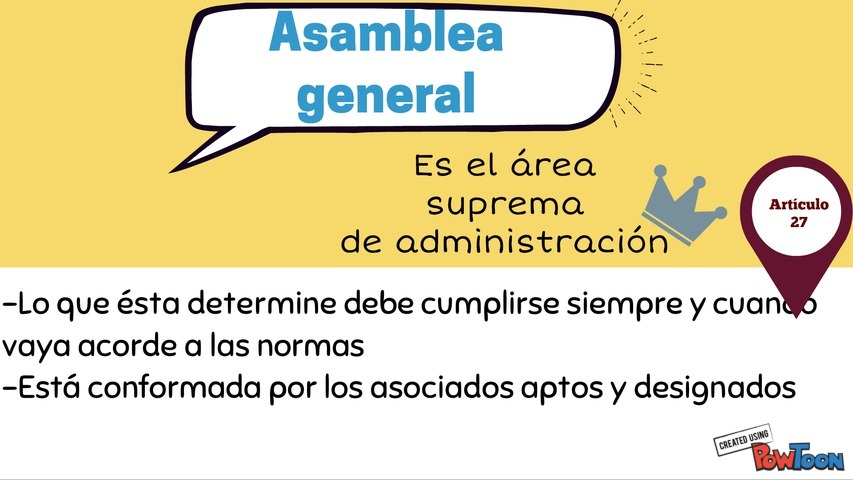 Asamblea
general
Es el área
suprema
de administración
Artículo
27
-Lo que ésta determine debe cumplirse siempre y cuando
vaya acorde a las normas
-Está conformada por los asociados aptos y designados
CREATED USING
POWTOON